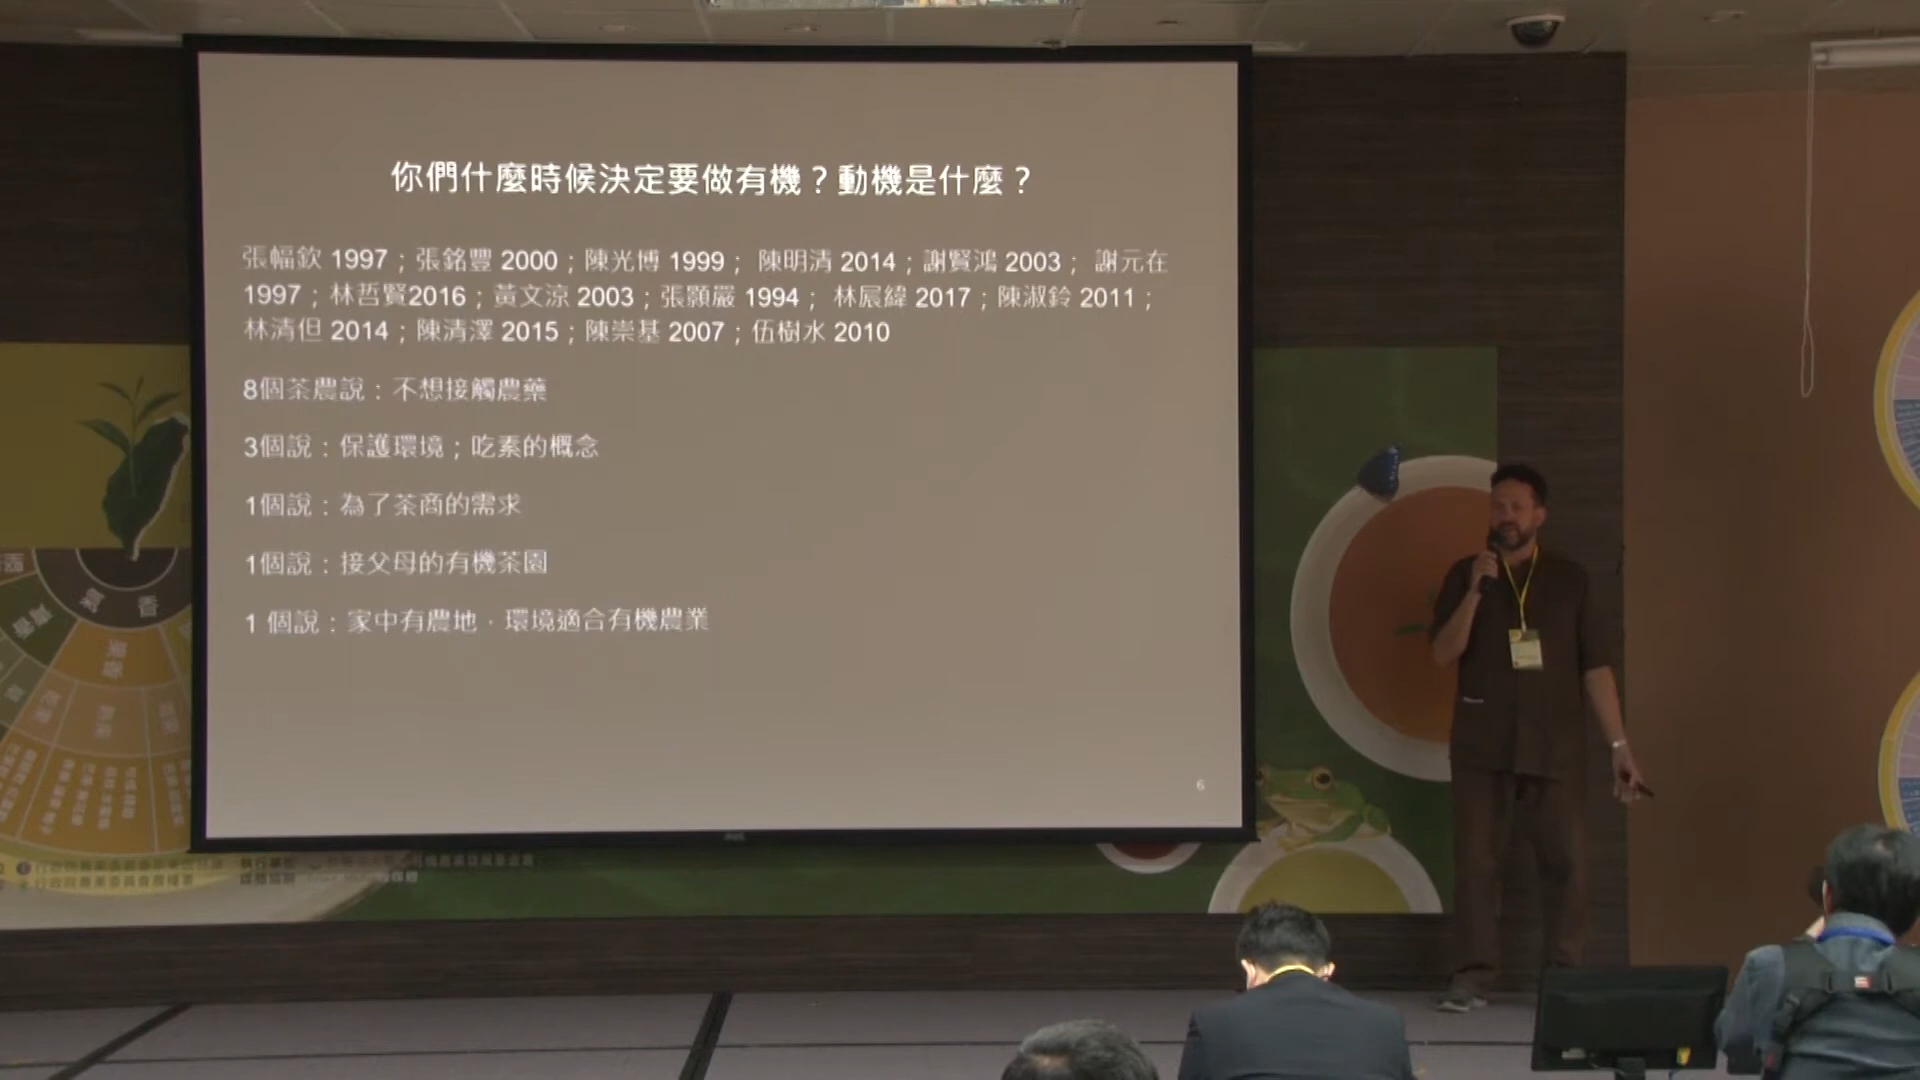 你們什麼時候決定要做有機？動機是什麼？
張幅欽 1997；張銘豐 2000；陳光博 1999； 陳明清 2014；謝賢鴻 2003； 謝元在
1997；林哲賢2016；黃文涼 2003；張顥嚴 1994； 林展緯 2017；陳淑鈴 2011；
林清但 2014；陳清澤 2015；陳崇基 2007；伍樹水 2010
8個茶農說：不想接觸農藥
3個說：保護環境；吃素的概念
1個說：為了茶商的需求
1個說：接父母的有機茶園
1 個說：家中有農地，環境適合有機農業
6
香